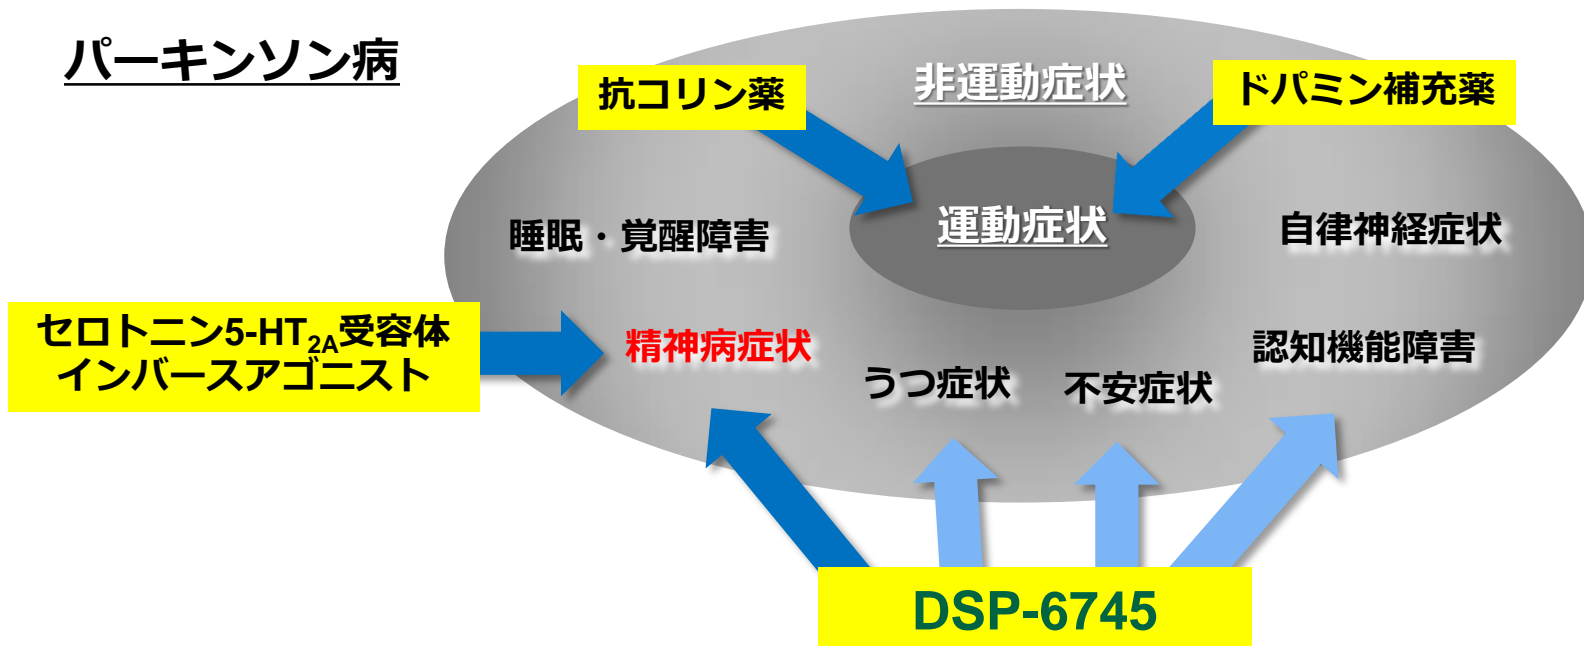 パーキンソン病
非運動症状
抗コリン薬
ドパミン補充薬
運動症状
睡眠・覚醒障害
自律神経症状
セロトニン5-HT2A受容体
インバースアゴニスト
精神病症状
認知機能障害
うつ症状
不安症状
DSP-6745